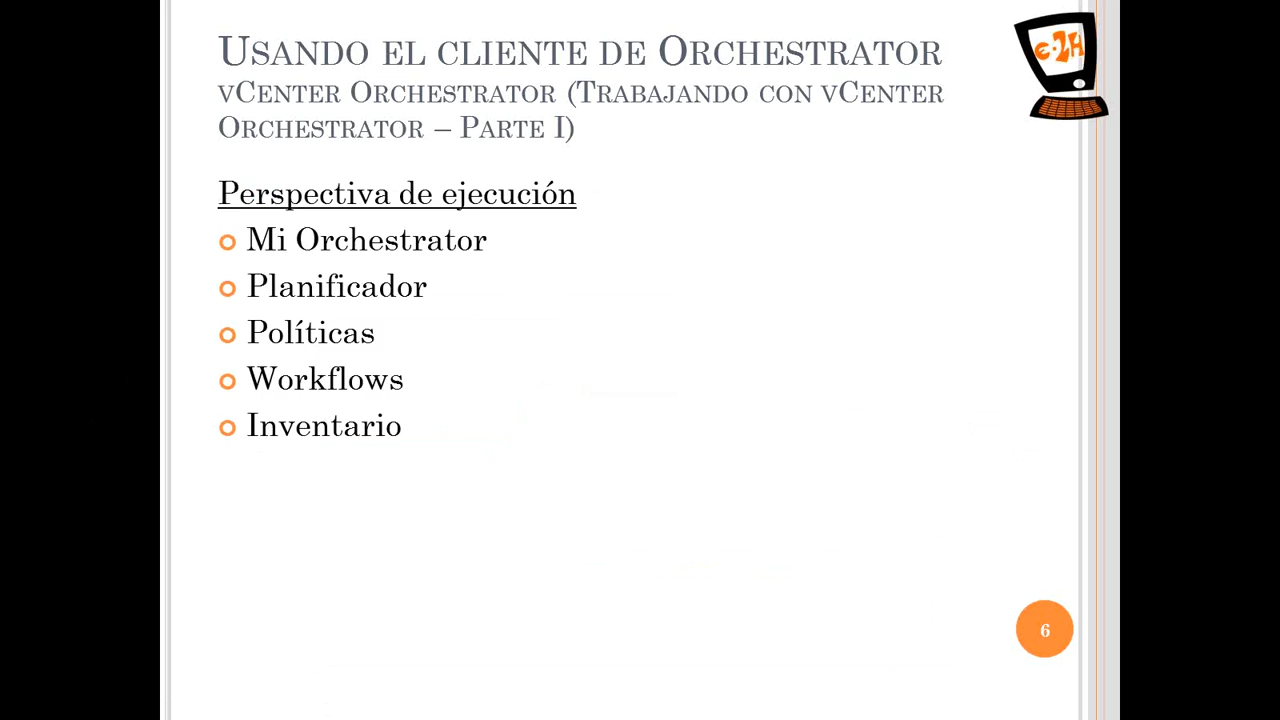 Usando el cliente de Orchestrator
vCenter Orchestrator (Trabajando con vCenter
Orchestrator – Parte I)
Perspectiva de ejecución
Mi Orchestrator
Planificador
Políticas
Workflows
Inventario
6